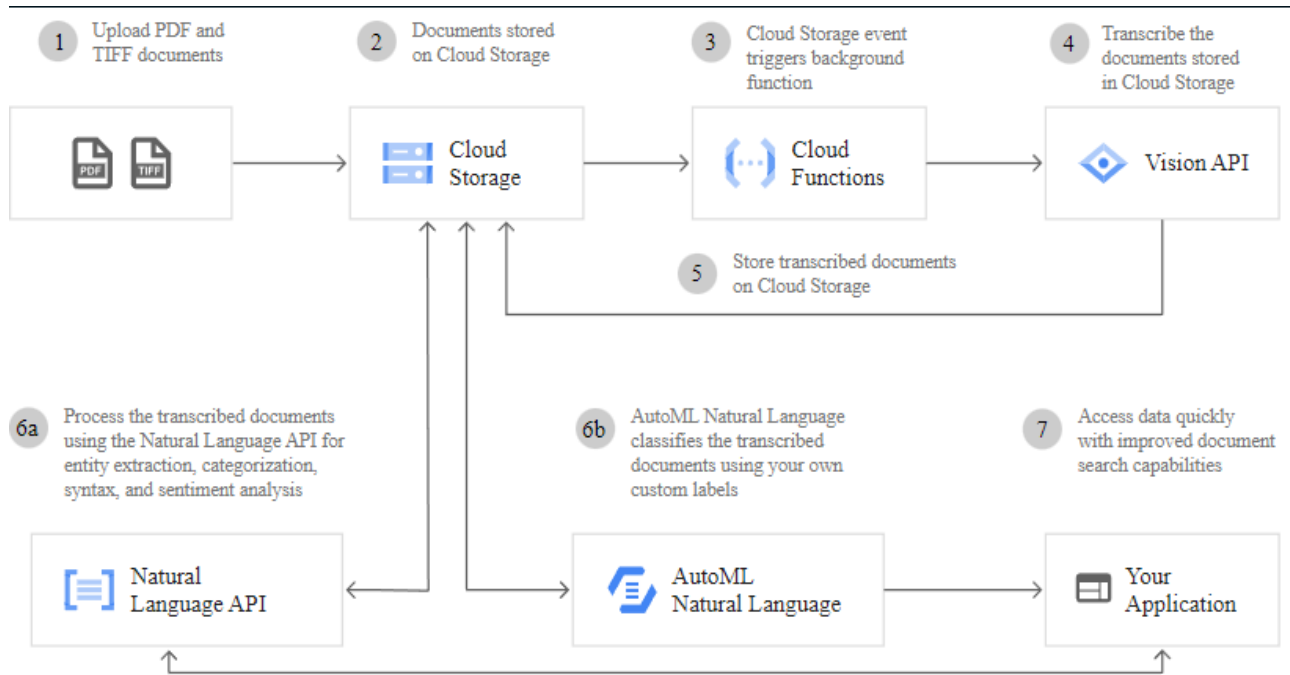 1
Upload PDF and
TIFF documents
2
Documents stored
on Cloud Storage
3
Cloud Storage event
triggers background
function
4
Transcribe the
documents stored
in Cloud Storage
PDF
TIFF
Cloud
Storage
Cloud
Functions
Vision API
5
Store transcribed documents
on Cloud Storage
6a
Process the transcribed documents
using the Natural Language API for
entity extraction, categorization,
syntax, and sentiment analysis
6b
AutoML Natural Language
classifies the transcribed
documents using your own
custom labels
7
Access data quickly
with improved document
search capabilities
Natural
Language API
AutoML
Natural Language
Your
Application